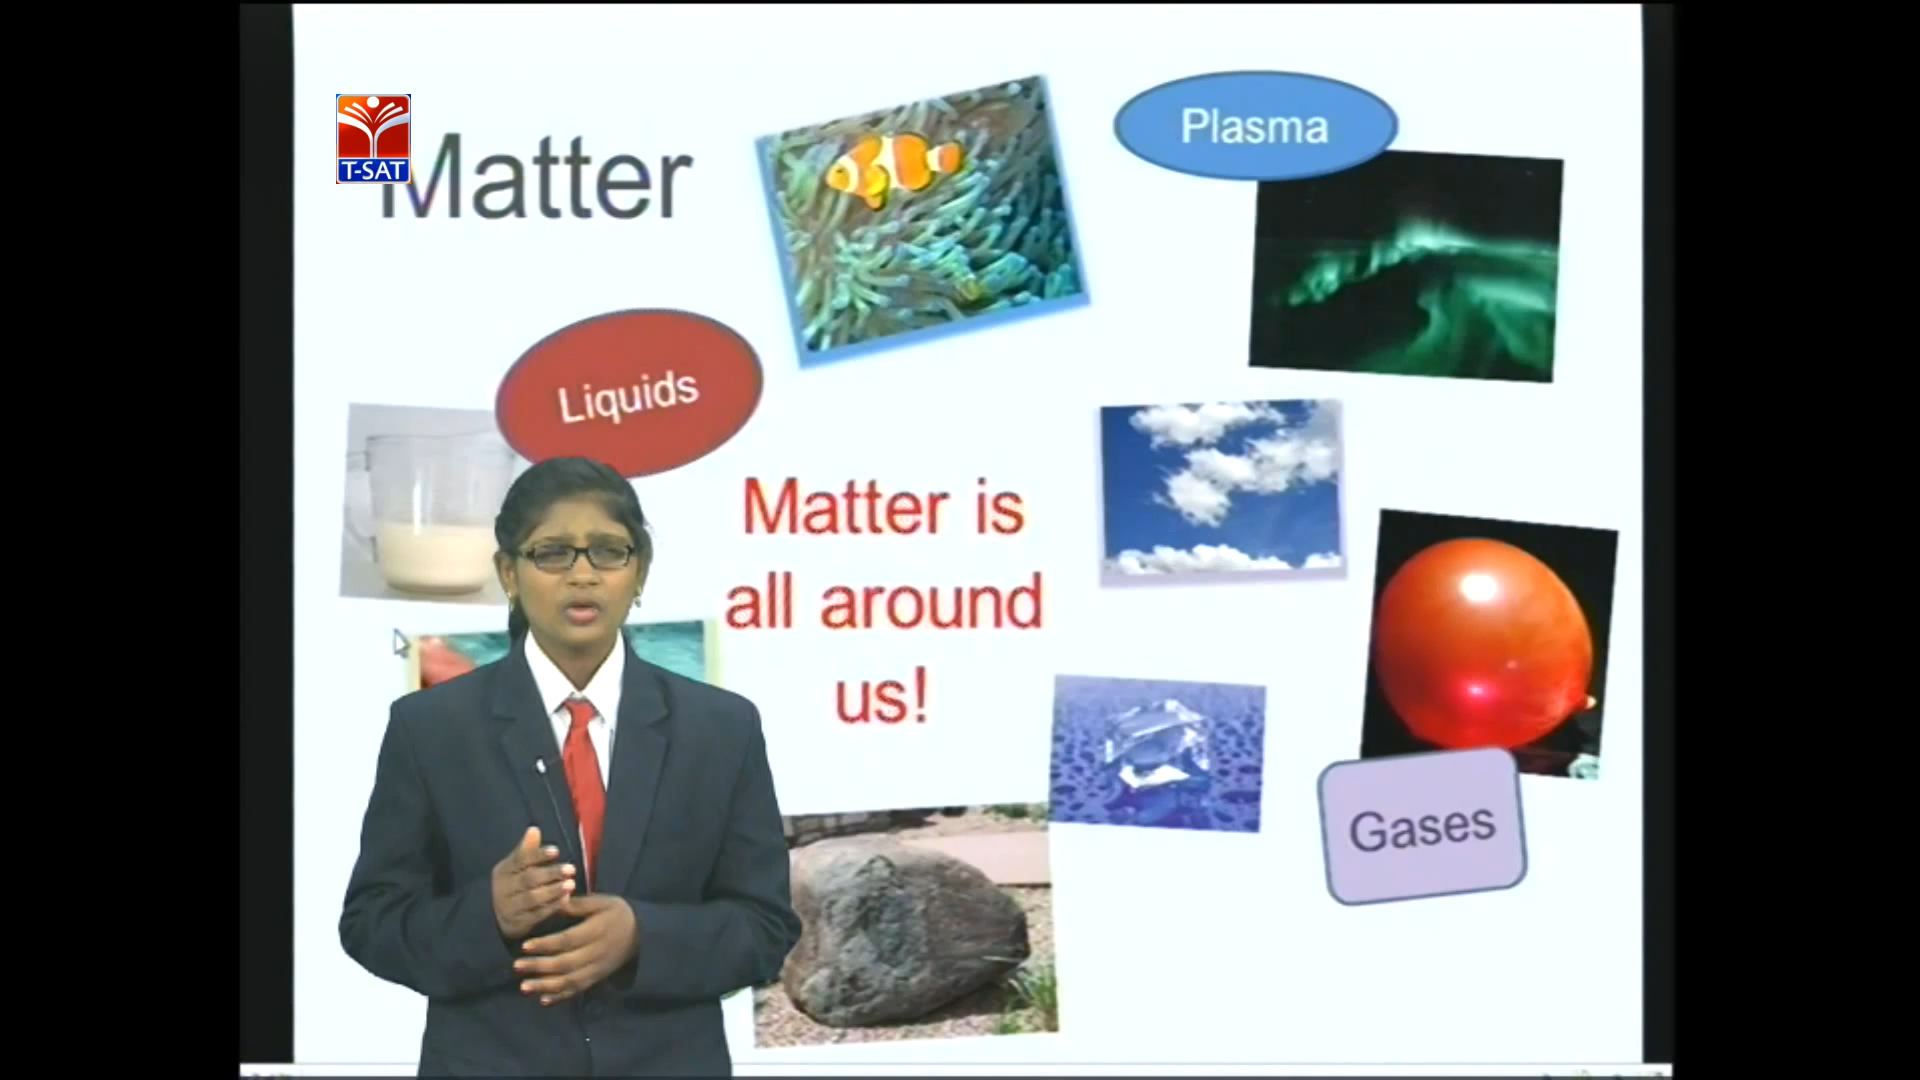 T-SAT
Matter
Plasma
Liquids
Matter is
all around
us!
Gases